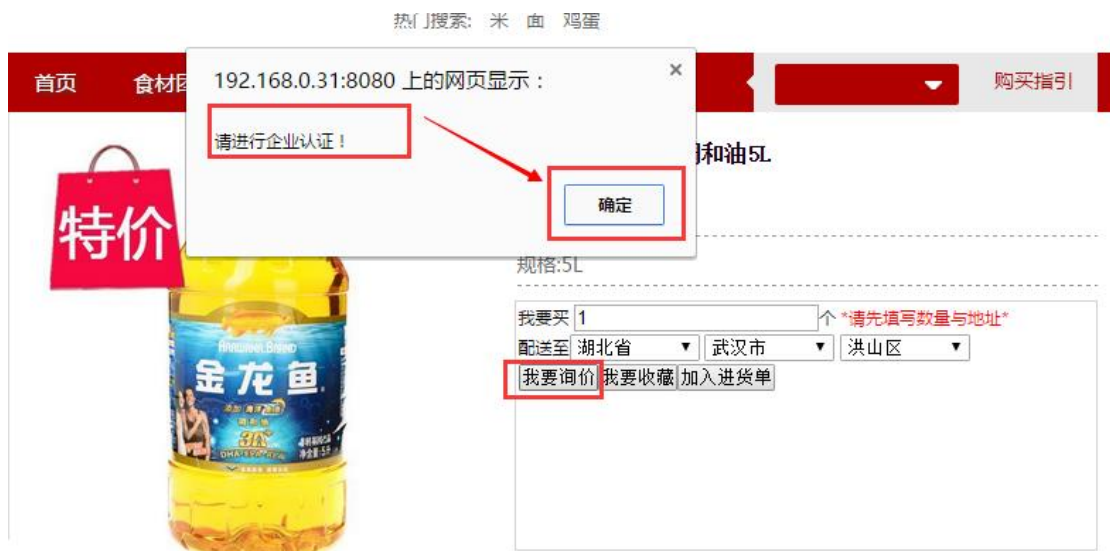 热门搜索: 米 面 鸡蛋
首页 食材 购买指引
192.168.0.31:8080 上的网页显示：
请进行企业认证！
确定
和油5L
特价
规格:5L
我要买 1 个 *请先填写数量与地址*
配送至 湖北省 武汉市 洪山区
我要询价 我要收藏 加入进货单
金龙鱼